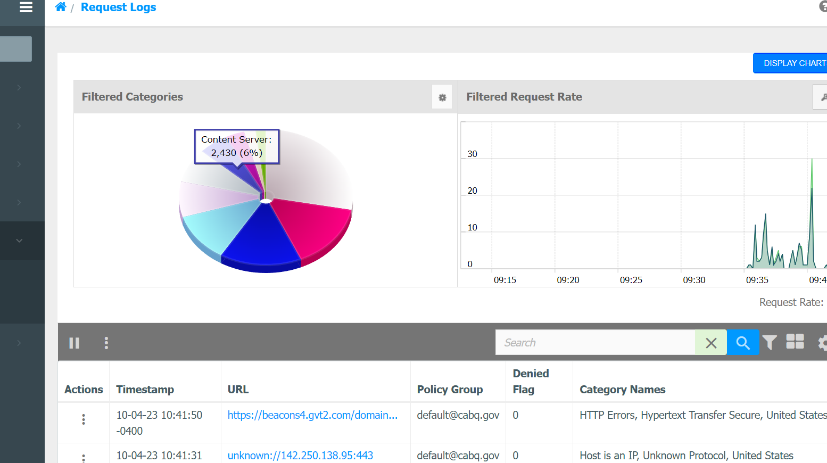 / Request Logs
DISPLAY CHART
Filtered Categories
Filtered Request Rate
Content Server:
2,430 (6%)
30
20
10
0
09:15 09:20 09:25 09:30 09:35 09:4
Request Rate:
Search
Actions Timestamp URL Policy Group Denied Flag Category Names
10-04-23 10:41:50 -0400 https://beacons4.gvt2.com/domain... default@cabq.gov 0 HTTP Errors, Hypertext Transfer Secure, United States
10-04-23 10:41:31 unknown://142.250.138.95:443 default@cabq.gov 0 Host is an IP, Unknown Protocol, United States